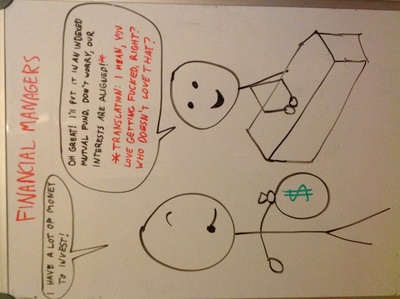 FINANCIAL MANAGERS
I HAVE A LOT OF MONEY
TO INVEST!
OH GREAT! I'LL PUT IT IN AN INDEXED
MUTUAL FUND. DON'T WORRY, OUR
INTERESTS ARE ALIGNED!*
* TRANSLATION: I MEAN, YOU
LOVE GETTING FUCKED, RIGHT?
WHO DOESN'T LOVE THAT?
$